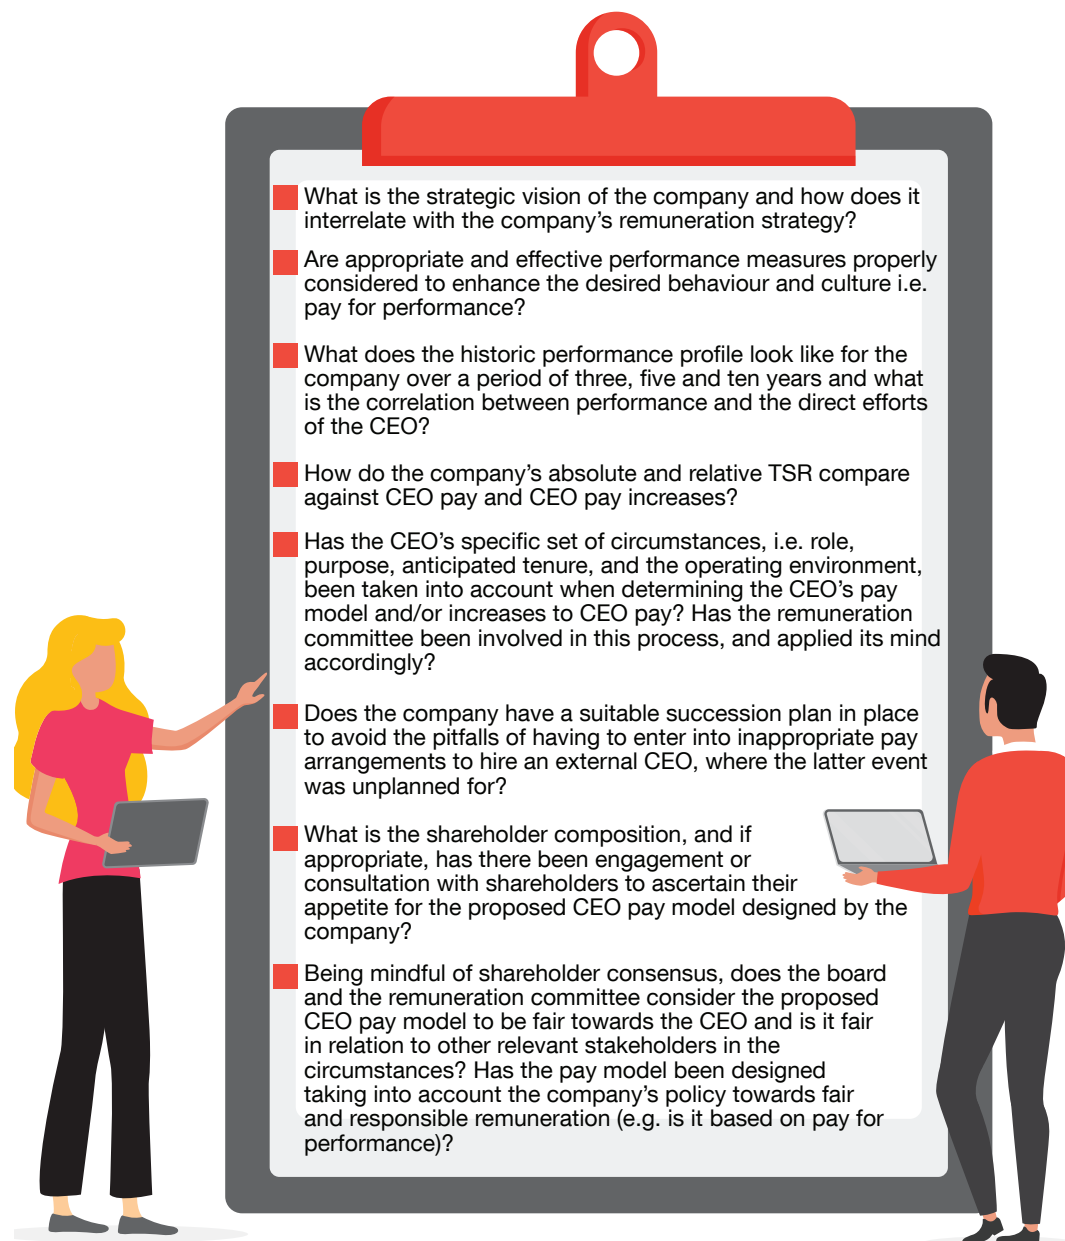 What is the strategic vision of the company and how does it
interrelate with the company’s remuneration strategy?
Are appropriate and effective performance measures properly
considered to enhance the desired behaviour and culture i.e.
pay for performance?
What does the historic performance profile look like for the
company over a period of three, five and ten years and what
is the correlation between performance and the direct efforts
of the CEO?
How do the company’s absolute and relative TSR compare
against CEO pay and CEO pay increases?
Has the CEO’s specific set of circumstances, i.e. role,
purpose, anticipated tenure, and the operating environment,
been taken into account when determining the CEO’s pay
model and/or increases to CEO pay? Has the remuneration
committee been involved in this process, and applied its mind
accordingly?
Does the company have a suitable succession plan in place
to avoid the pitfalls of having to enter into inappropriate pay
arrangements to hire an external CEO, where the latter event
was unplanned for?
What is the shareholder composition, and if
appropriate, has there been engagement or
consultation with shareholders to ascertain their
appetite for the proposed CEO pay model designed by the
company?
Being mindful of shareholder consensus, does the board
and the remuneration committee consider the proposed
CEO pay model to be fair towards the CEO and is it fair
in relation to other relevant stakeholders in the
circumstances? Has the pay model been designed
taking into account the company’s policy towards fair
and responsible remuneration (e.g. is it based on pay for
performance)?